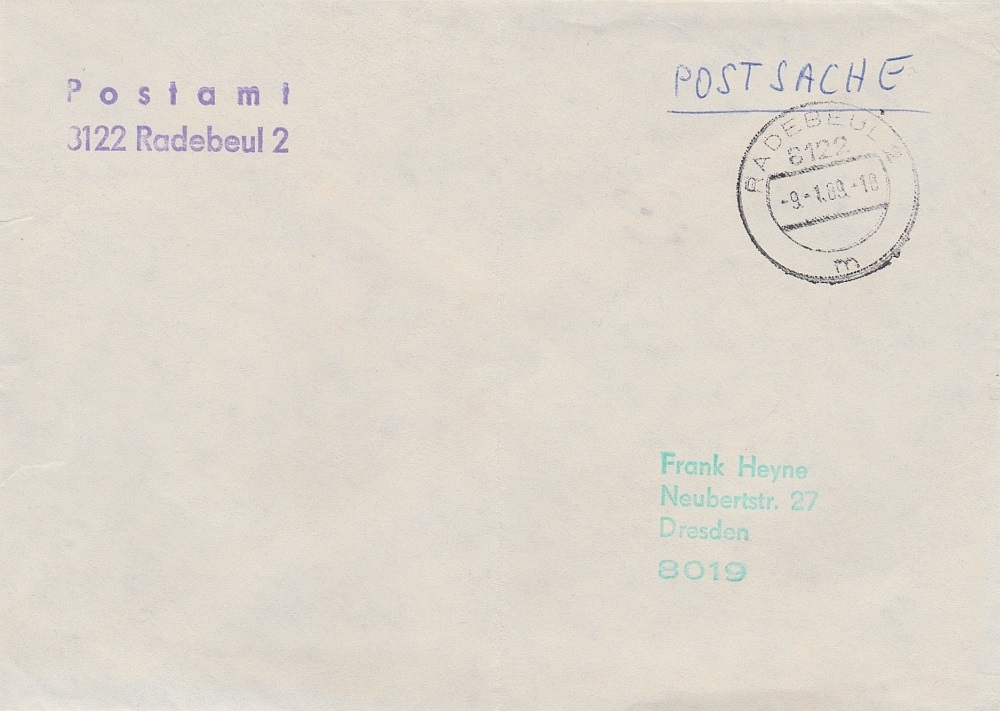 Postamt
8122 Radebeul 2
POSTSACHE
RADEBEUL 2
8122
-9.-1.89.-18
m
Frank Heyne
Neubertstr. 27
Dresden
8019